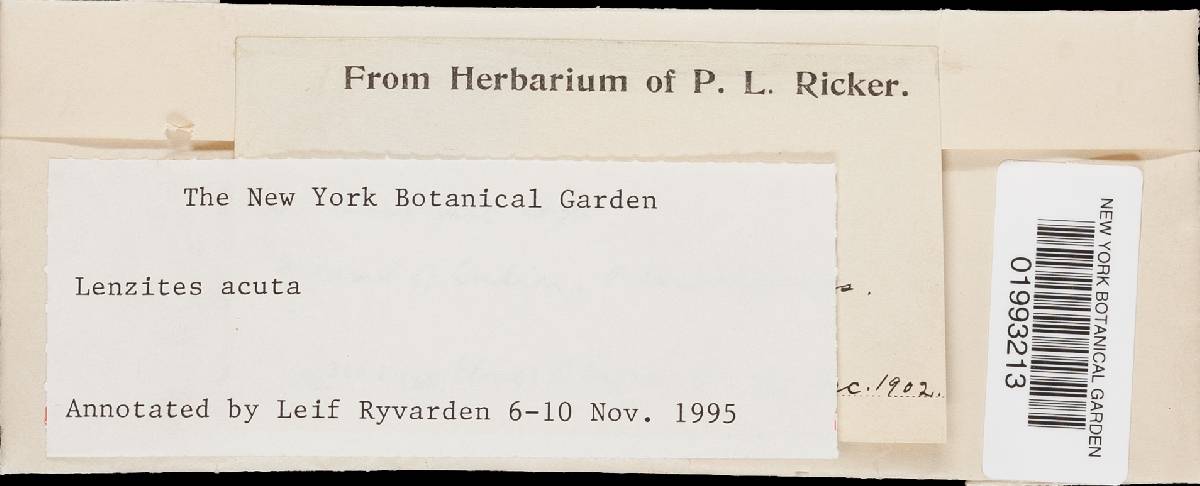 From Herbarium of P. L. Ricker.
The New York Botanical Garden
Lenzites acuta
Annotated by Leif Ryvarden 6-10 Nov. 1995
c. 1902.
NEW YORK BOTANICAL GARDEN
01993213